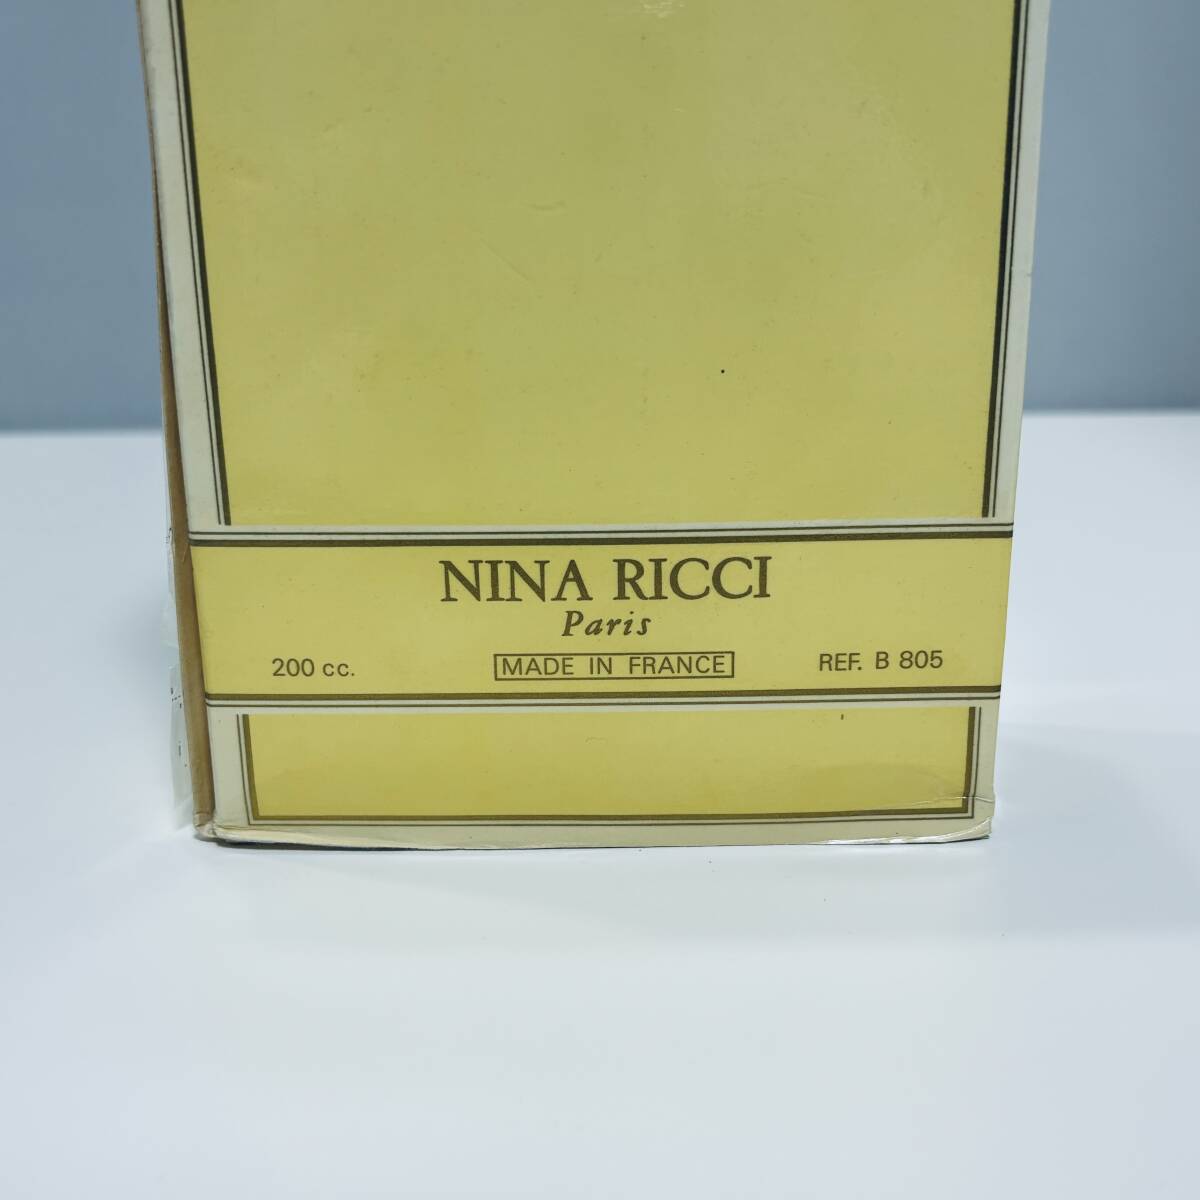 NINA RICCI
Paris
200 cc. MADE IN FRANCE REF. B 805